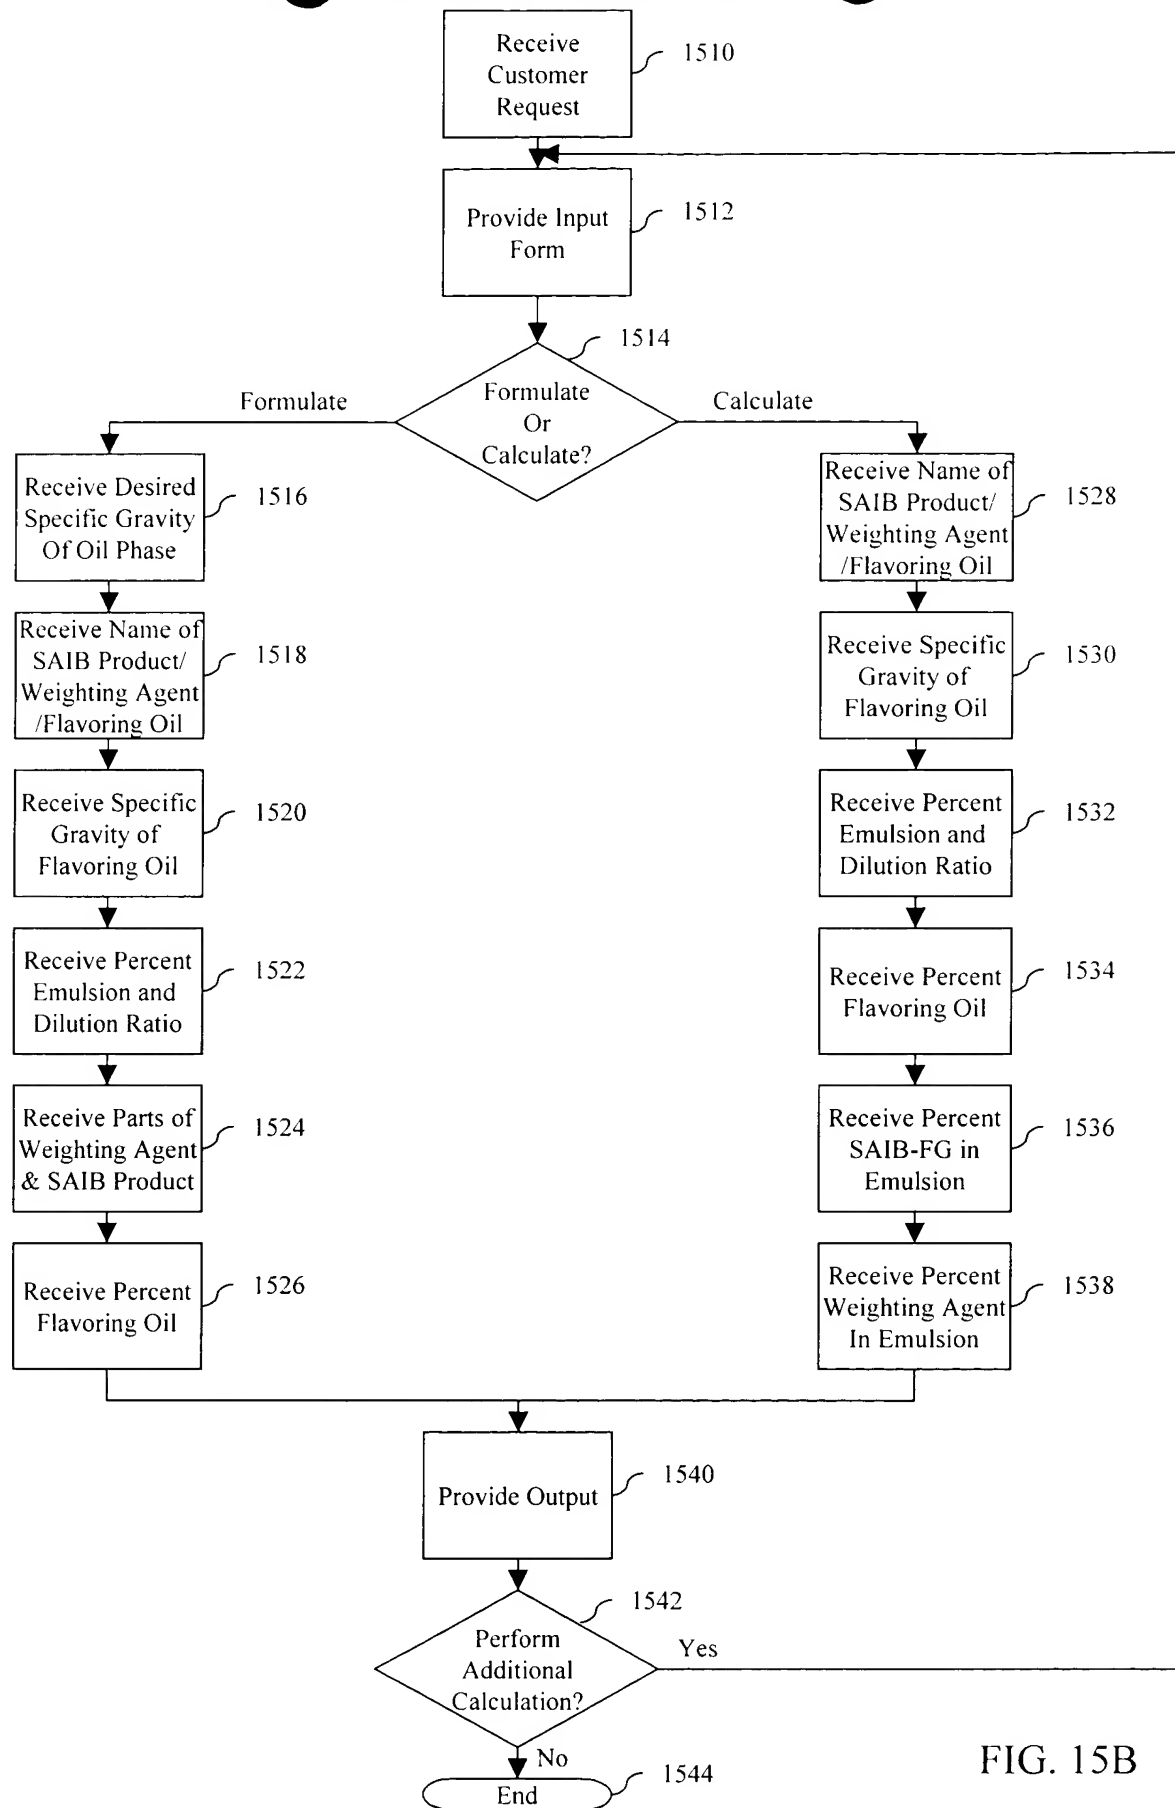 Receive
Customer
Request
1510
Provide Input
Form
1512
Formulate
Or
Calculate?
1514
Formulate
Calculate
Receive Desired
Specific Gravity
Of Oil Phase
1516
Receive Name of
SAIB Product/
Weighting Agent
/Flavoring Oil
1518
Receive Specific
Gravity of
Flavoring Oil
1520
Receive Percent
Emulsion and
Dilution Ratio
1522
Receive Parts of
Weighting Agent
& SAIB Product
1524
Receive Percent
Flavoring Oil
1526
Receive Name of
SAIB Product/
Weighting Agent
/Flavoring Oil
1528
Receive Specific
Gravity of
Flavoring Oil
1530
Receive Percent
Emulsion and
Dilution Ratio
1532
Receive Percent
Flavoring Oil
1534
Receive Percent
SAIB-FG in
Emulsion
1536
Receive Percent
Weighting Agent
In Emulsion
1538
Provide Output
1540
Perform
Additional
Calculation?
1542
Yes
No
End
1544
FIG. 15B